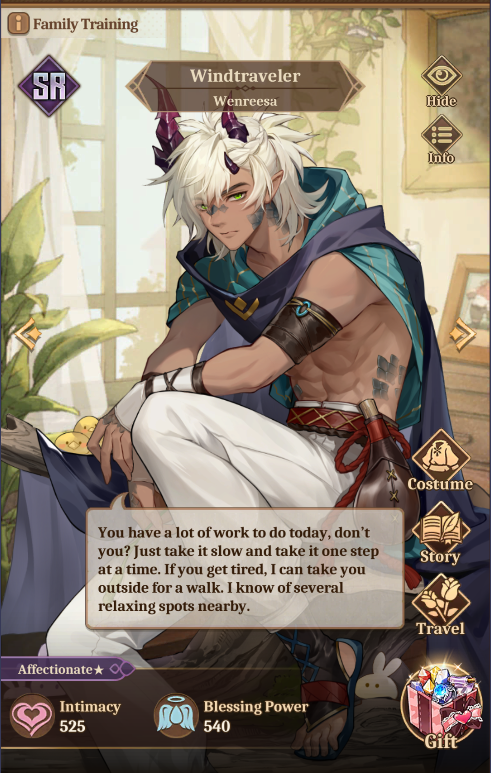 i Family Training
SR
Windtraveler
Wenreesa
Hide
Info
Costume
You have a lot of work to do today, don't
you? Just take it slow and take it one step
at a time. If you get tired, I can take you
outside for a walk. I know of several
relaxing spots nearby.
Story
Travel
Affectionate★
Intimacy
525
Blessing Power
540
Gift